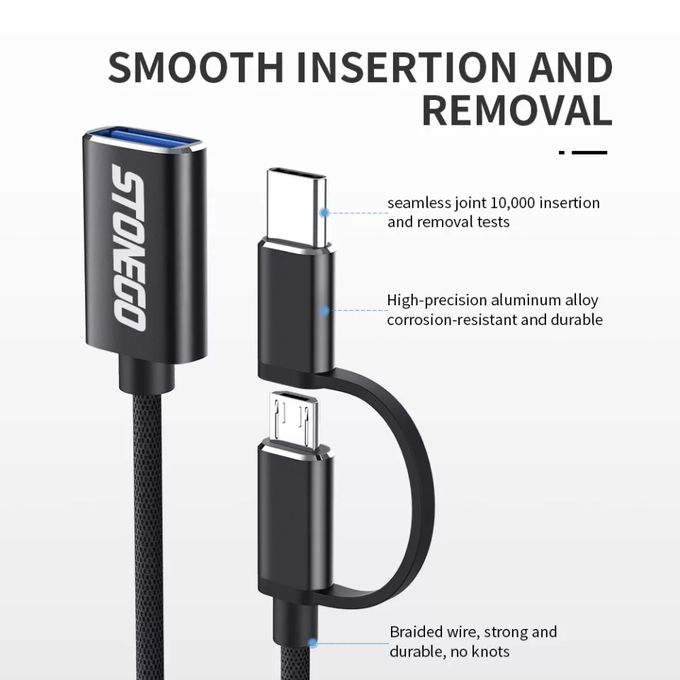 SMOOTH INSERTION AND
REMOVAL
STONEGO
seamless joint 10,000 insertion
and removal tests
High-precision aluminum alloy
corrosion-resistant and durable
Braided wire, strong and
durable, no knots